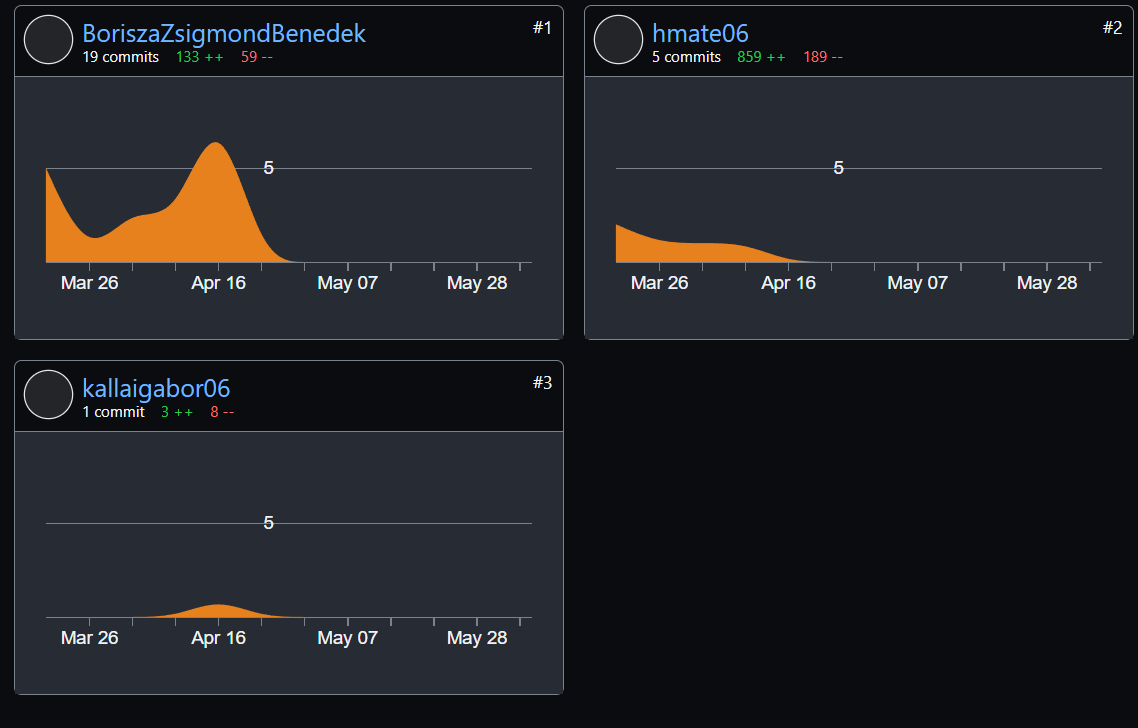 BoriszaZsigmondBenedek
#1
19 commits 133 ++ 59 --
5
Mar 26 Apr 16 May 07 May 28
hmate06
#2
5 commits 859 ++ 189 --
5
Mar 26 Apr 16 May 07 May 28
kallaigabor06
#3
1 commit 3 ++ 8 --
5
Mar 26 Apr 16 May 07 May 28